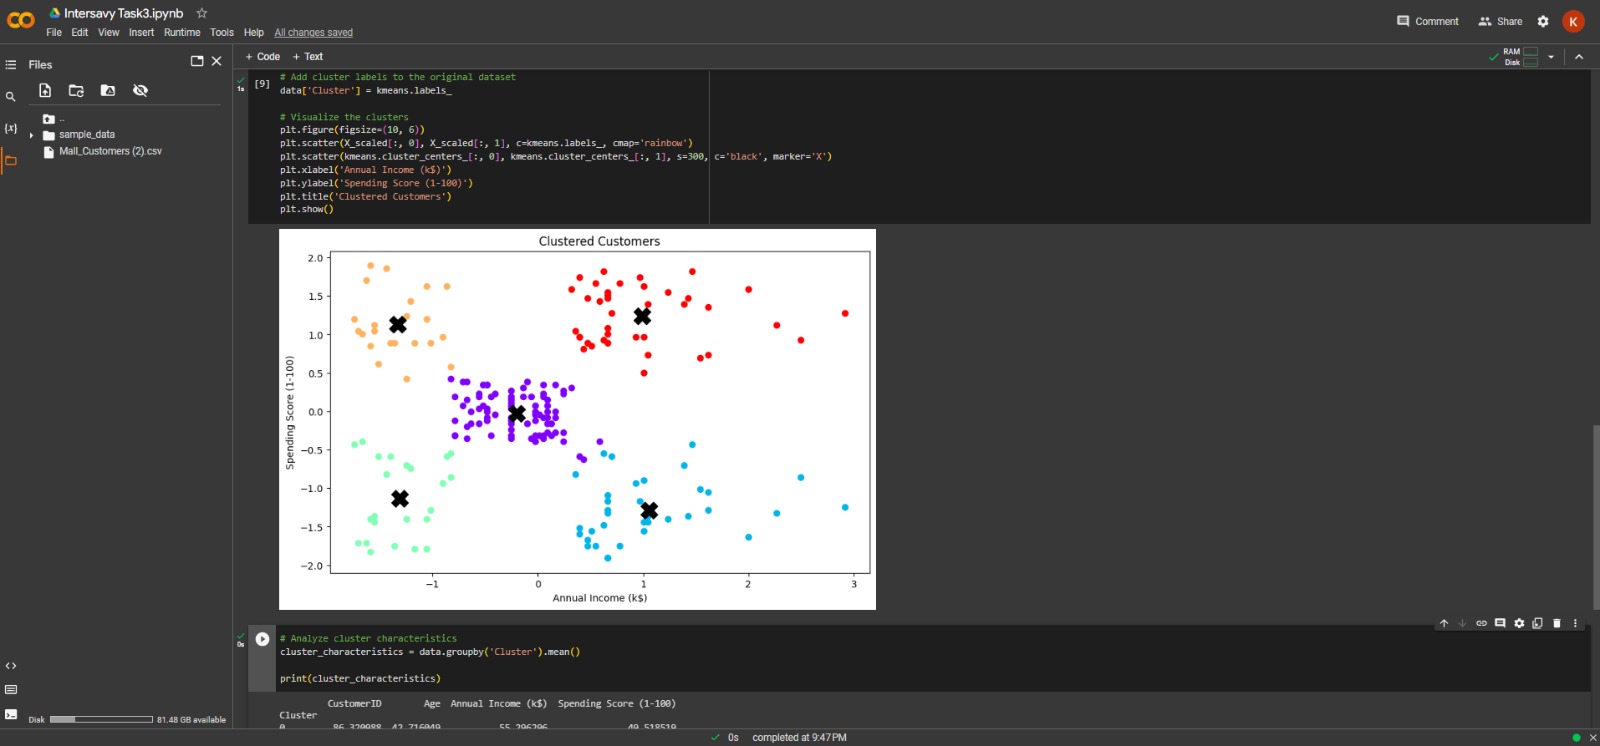 Intersavy Task3.ipynb
File Edit View Insert Runtime Tools Help All changes saved
Comment Share K
Files
+ Code + Text
RAM
Disk
..
sample_data
Mall_Customers (2).csv
1s
[9]
# Add cluster labels to the original dataset
data['Cluster'] = kmeans.labels_
# Visualize the clusters
plt.figure(figsize=(10, 6))
plt.scatter(X_scaled[:, 0], X_scaled[:, 1], c=kmeans.labels_, cmap='rainbow')
plt.scatter(kmeans.cluster_centers_[:, 0], kmeans.cluster_centers_[:, 1], s=300, c='black', marker='X')
plt.xlabel('Annual Income (k$)')
plt.ylabel('Spending Score (1-100)')
plt.title('Clustered Customers')
plt.show()
Clustered Customers
2.0
1.5
1.0
0.5
0.0
−0.5
−1.0
−1.5
−2.0
Spending Score (1-100)
−1 0 1 2 3
Annual Income (k$)
0s
# Analyze cluster characteristics
cluster_characteristics = data.groupby('Cluster').mean()
print(cluster_characteristics)
CustomerID Age Annual Income (k$) Spending Score (1-100)
Cluster
0 86.320988 42.716049 55.296296 49.518519
Disk 81.48 GB available
0s completed at 9:47 PM